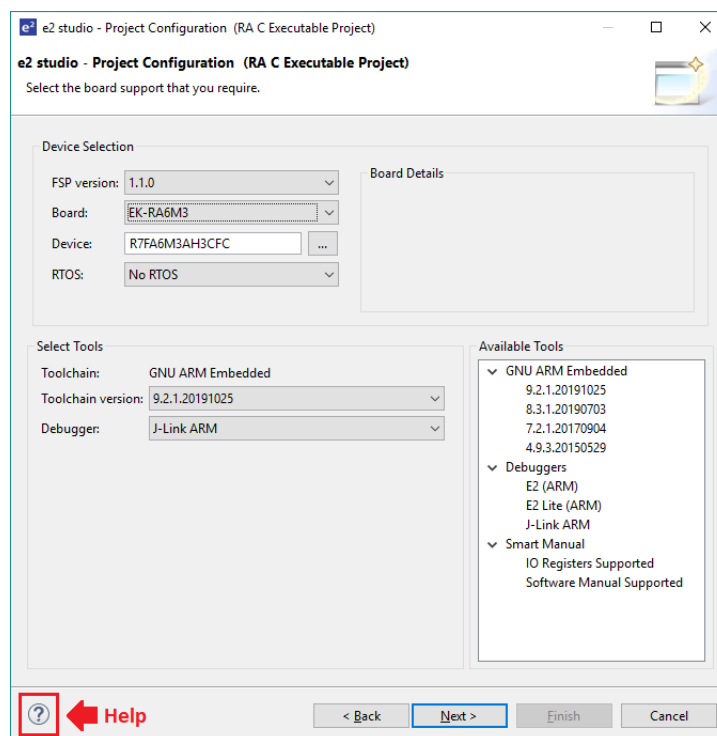 e² e2 studio - Project Configuration (RA C Executable Project)
e2 studio - Project Configuration (RA C Executable Project)
Select the board support that you require.
Device Selection
FSP version: 1.1.0
Board: EK-RA6M3
Device: R7FA6M3AH3CFC ...
RTOS: No RTOS
Board Details
Select Tools
Toolchain: GNU ARM Embedded
Toolchain version: 9.2.1.20191025
Debugger: J-Link ARM
Available Tools
GNU ARM Embedded
9.2.1.20191025
8.3.1.20190703
7.2.1.20170904
4.9.3.20150529
Debuggers
E2 (ARM)
E2 Lite (ARM)
J-Link ARM
Smart Manual
IO Registers Supported
Software Manual Supported
? Help
< Back Next > Finish Cancel